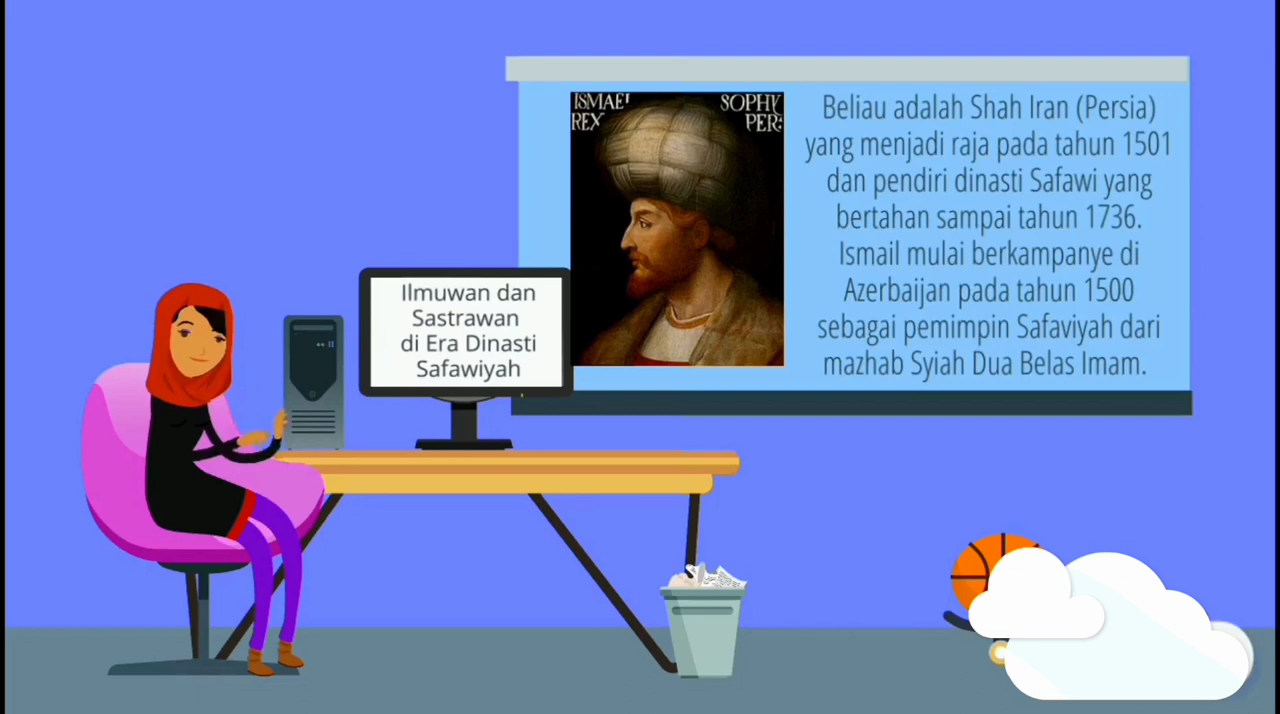 ISMAEL
REX
SOPHY
PER:
Beliau adalah Shah Iran (Persia)
yang menjadi raja pada tahun 1501
dan pendiri dinasti Safawi yang
bertahan sampai tahun 1736.
Ismail mulai berkampanye di
Azerbaijan pada tahun 1500
sebagai pemimpin Safaviyah dari
mazhab Syiah Dua Belas Imam.
Ilmuwan dan
Sastrawan
di Era Dinasti
Safawiyah